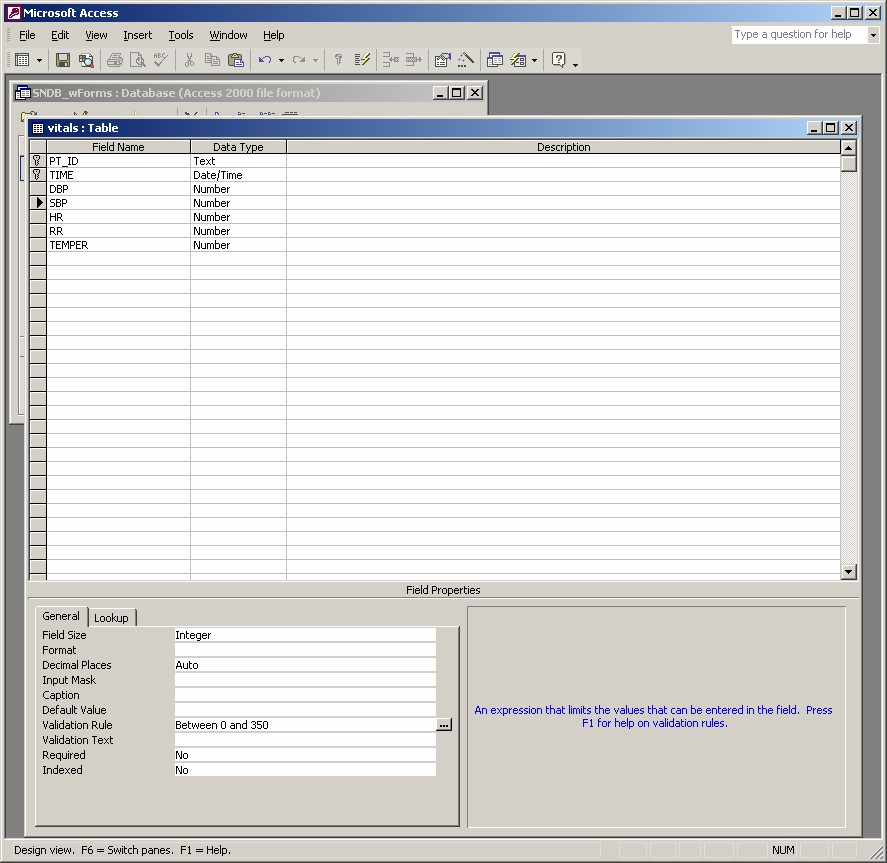 Microsoft Access
File Edit View Insert Tools Window Help Type a question for help
SNDB_wForms : Database (Access 2000 file format)
vitals : Table
Field Name Data Type Description
PT_ID Text
TIME Date/Time
DBP Number
SBP Number
HR Number
RR Number
TEMPER Number
Field Properties
General Lookup
Field Size Integer
Format
Decimal Places Auto
Input Mask
Caption
Default Value
Validation Rule Between 0 and 350 ...
Validation Text
Required No
Indexed No
An expression that limits the values that can be entered in the field. Press
F1 for help on validation rules.
Design view. F6 = Switch panes. F1 = Help. NUM